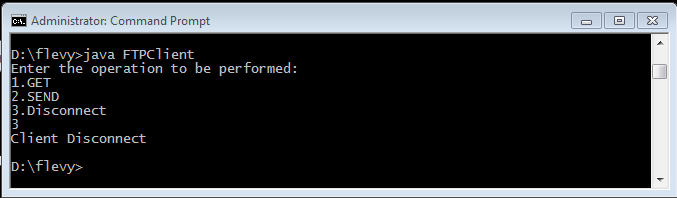 Administrator: Command Prompt
D:\flevy>java FTPClient
Enter the operation to be performed:
1.GET
2.SEND
3.Disconnect
3
Client Disconnect
D:\flevy>